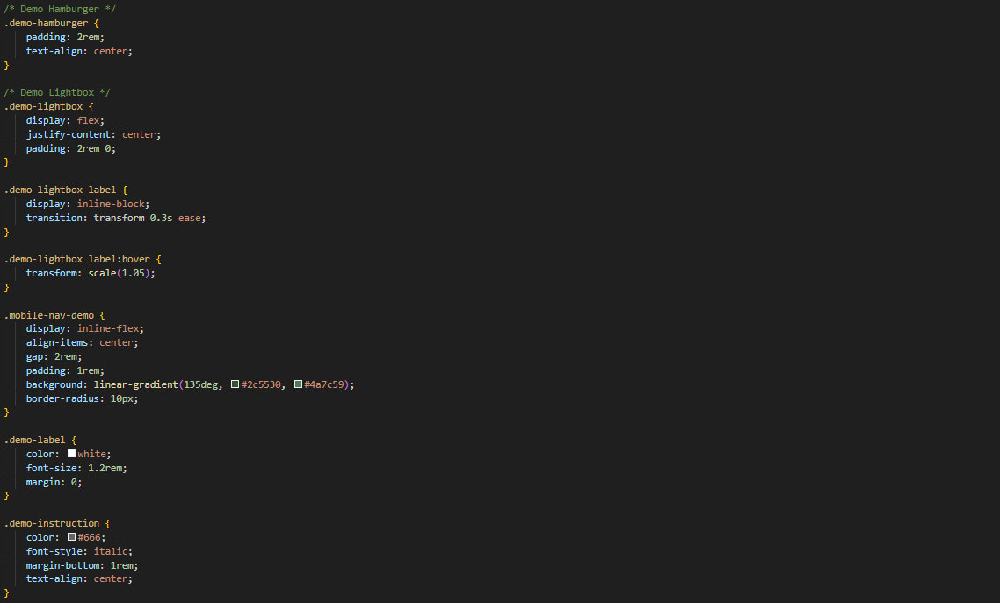 /* Demo Hamburger */
.demo-hamburger {
    padding: 2rem;
    text-align: center;
}

/* Demo Lightbox */
.demo-lightbox {
    display: flex;
    justify-content: center;
    padding: 2rem 0;
}

.demo-lightbox label {
    display: inline-block;
    transition: transform 0.3s ease;
}

.demo-lightbox label:hover {
    transform: scale(1.05);
}

.mobile-nav-demo {
    display: inline-flex;
    align-items: center;
    gap: 2rem;
    padding: 1rem;
    background: linear-gradient(135deg, #2c5530, #4a7c59);
    border-radius: 10px;
}

.demo-label {
    color: white;
    font-size: 1.2rem;
    margin: 0;
}

.demo-instruction {
    color: #666;
    font-style: italic;
    margin-bottom: 1rem;
    text-align: center;
}